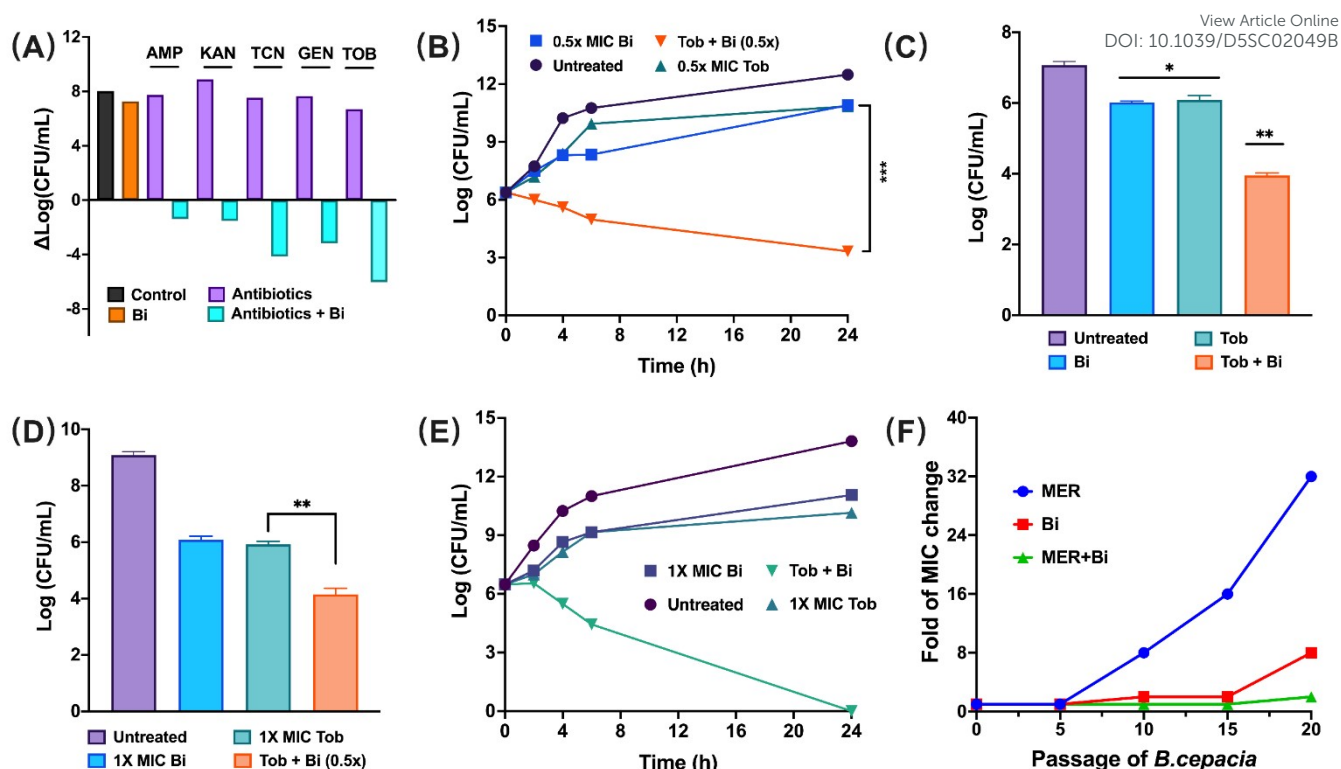 View Article Online
DOI: 10.1039/D5SC02049B
(A)
ΔLog(CFU/mL)
12
8
4
0
-4
-8
AMP KAN TCN GEN TOB
Control
Antibiotics
Bi
Antibiotics + Bi
(B)
Log (CFU/mL)
15
12
9
6
3
0
0.5x MIC Bi
Tob + Bi (0.5x)
Untreated
0.5x MIC Tob
***
0 4 8 12 16 20 24
Time (h)
(C)
Log (CFU/mL)
8
6
4
2
0
*
**
Untreated
Tob
Bi
Tob + Bi
(D)
Log (CFU/mL)
10
8
6
4
2
0
**
Untreated
1X MIC Tob
1X MIC Bi
Tob + Bi (0.5x)
(E)
Log (CFU/mL)
15
12
9
6
3
0
1X MIC Bi
Tob + Bi
Untreated
1X MIC Tob
0 4 8 12 16 20 24
Time (h)
(F)
Fold of MIC change
40
32
24
16
8
0
MER
Bi
MER+Bi
0 5 10 15 20
Passage of B.cepacia